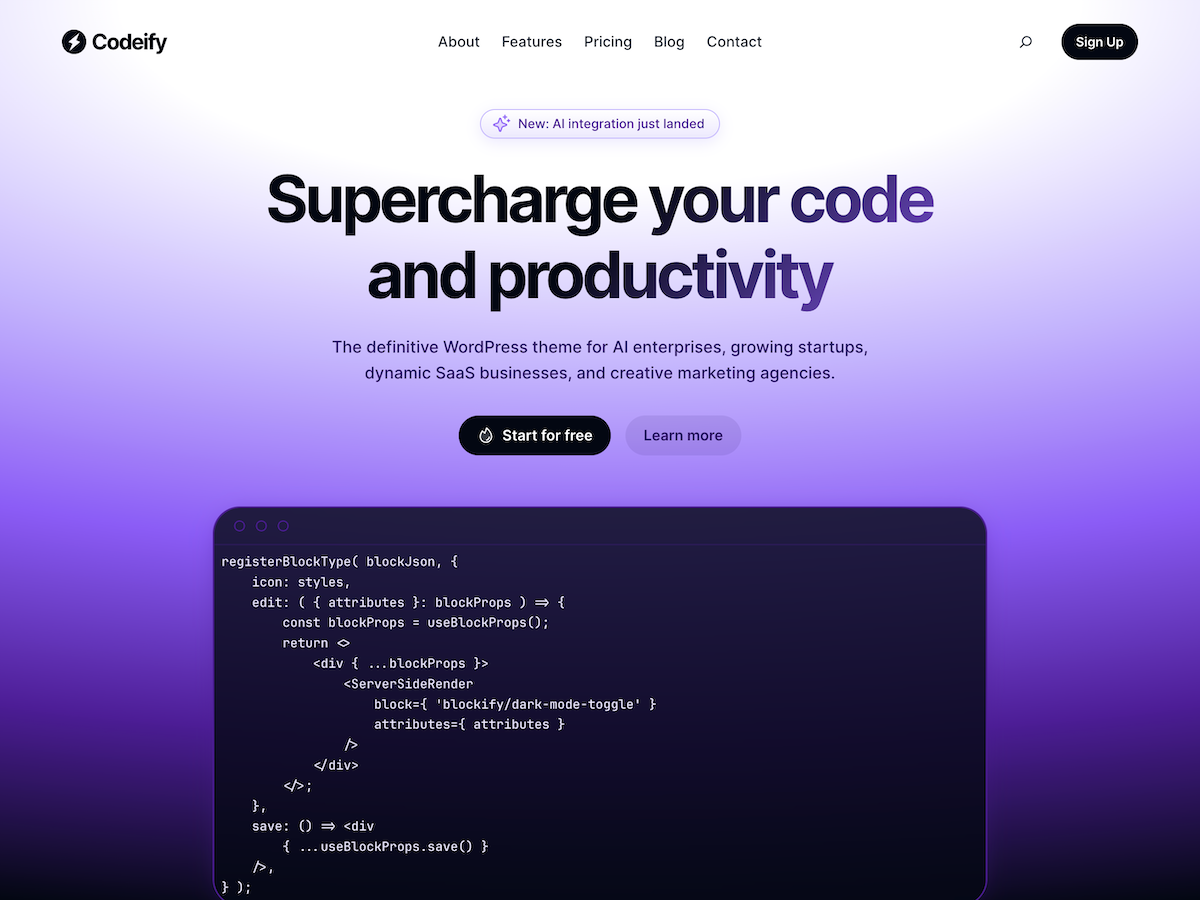 Codeify
About Features Pricing Blog Contact
Sign Up
New: AI integration just landed
Supercharge your code
and productivity
The definitive WordPress theme for AI enterprises, growing startups,
dynamic SaaS businesses, and creative marketing agencies.
Start for free Learn more
registerBlockType( blockJson, {
    icon: styles,
    edit: ( { attributes }: blockProps ) => {
        const blockProps = useBlockProps();
        return <>
            <div { ...blockProps }>
                <ServerSideRender
                    block={ 'blockify/dark-mode-toggle' }
                    attributes={ attributes }
                />
            </div>
        </>;
    },
    save: () => <div
        { ...useBlockProps.save() }
    />,
} );